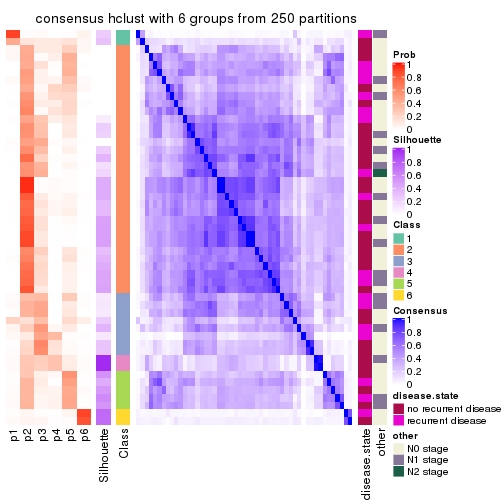 consensus hclust with 6 groups from 250 partitions
p1
p2
p3
p4
p5
p6
Silhouette
Class
disease.state
other
Prob
1
0.8
0.6
0.4
0.2
0
Silhouette
1
0.8
0.6
0.4
0.2
0
Class
1
2
3
4
5
6
Consensus
1
0.8
0.6
0.4
0.2
0
disease.state
no recurrent disease
recurrent disease
other
N0 stage
N1 stage
N2 stage